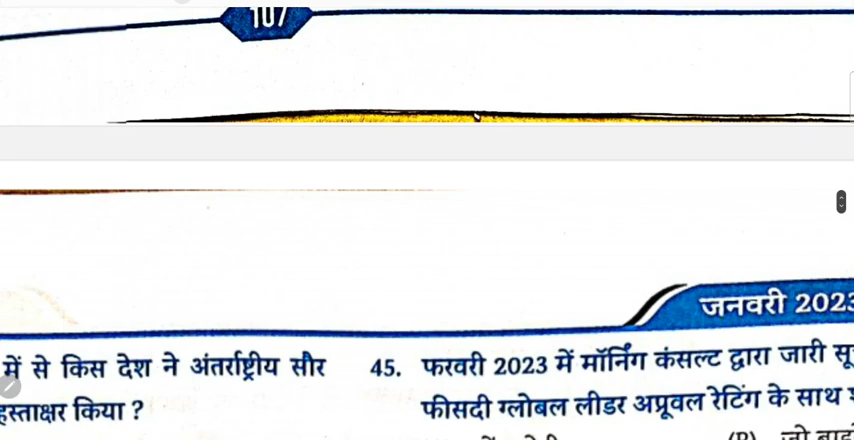 107
जनवरी 2023
में से किस देश ने अंतर्राष्ट्रीय सौर
हस्ताक्षर किया ?
45. फरवरी 2023 में मॉर्निंग कंसल्ट द्वारा जारी
फीसदी ग्लोबल लीडर अप्रूवल रेटिंग के साथ
(B)